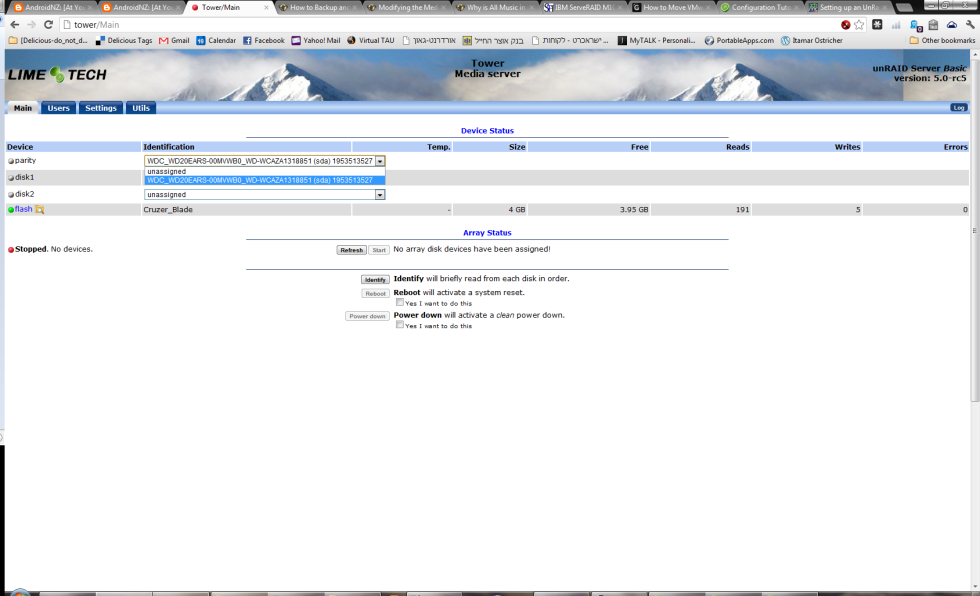 AndroidNZ: [At Yo
AndroidNZ: [At Yo
Tower/Main
How to Backup and
Modifying the Med
Why is All Music in
IBM ServeRAID M1
How to Move VMw
Configuration Tuto
Setting up an UnRa
tower/Main
[Delicious-do_not_d...
Delicious Tags
Gmail
Calendar
Facebook
Yahoo! Mail
Virtual TAU
אורדרנט-גאון
בנק אוצר החייל
ישראכרט - לקוחות ...
MyTALK - Personali...
PortableApps.com
Itamar Ostricher
Other bookmarks
LIME TECH
Tower
Media server
unRAID Server Basic
version: 5.0-rc5
Main Users Settings Utils Log
Device Status
Device Identification Temp. Size Free Reads Writes Errors
parity WDC_WD20EARS-00MVWB0_WD-WCAZA1318851 (sda) 1953513527
unassigned
disk1 WDC_WD20EARS-00MVWB0_WD-WCAZA1318851 (sda) 1953513527
disk2 unassigned
flash Cruzer_Blade - 4 GB 3.95 GB 191 5 0
Array Status
Stopped. No devices. Refresh Start No array disk devices have been assigned!
Identify Identify will briefly read from each disk in order.
Reboot Reboot will activate a system reset.
Yes I want to do this
Power down Power down will activate a clean power down.
Yes I want to do this